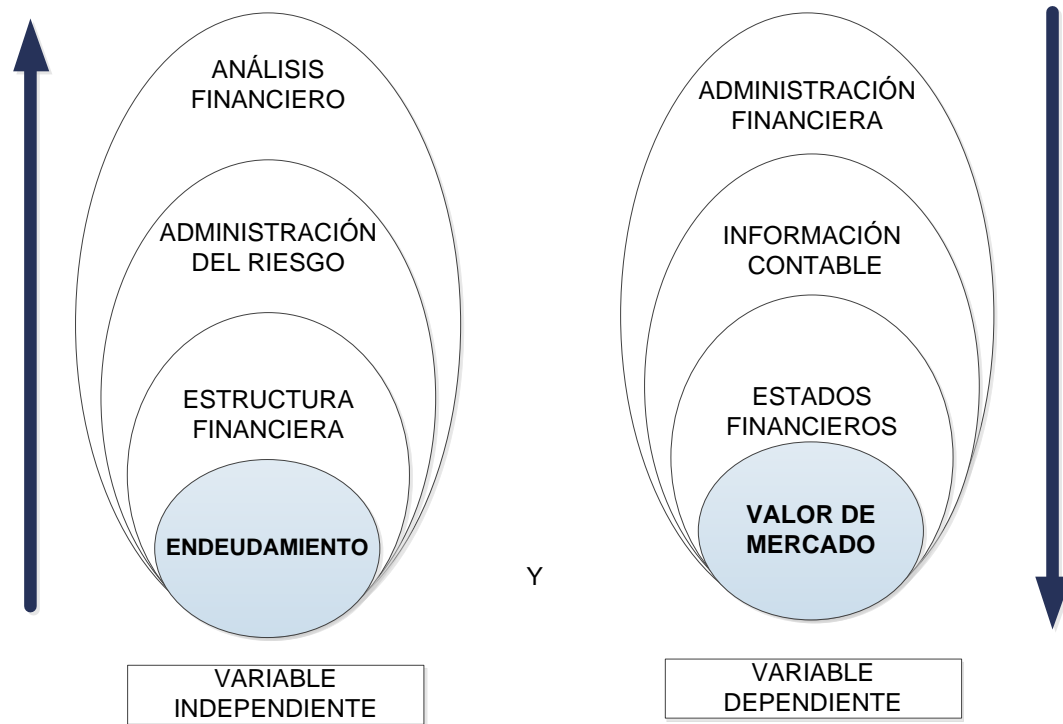 ANÁLISIS
FINANCIERO
ADMINISTRACIÓN
DEL RIESGO
ESTRUCTURA
FINANCIERA
ENDEUDAMIENTO
VARIABLE
INDEPENDIENTE
Y
ADMINISTRACIÓN
FINANCIERA
INFORMACIÓN
CONTABLE
ESTADOS
FINANCIEROS
VALOR DE
MERCADO
VARIABLE
DEPENDIENTE